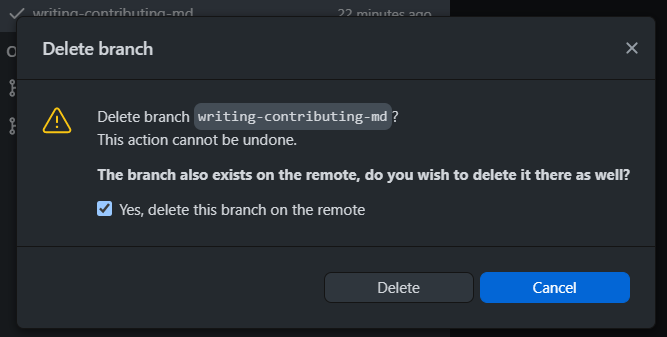 writing-contributing-md 22 minutes ago
Delete branch
Delete branch writing-contributing-md?
This action cannot be undone.
The branch also exists on the remote, do you wish to delete it there as well?
Yes, delete this branch on the remote
Delete Cancel